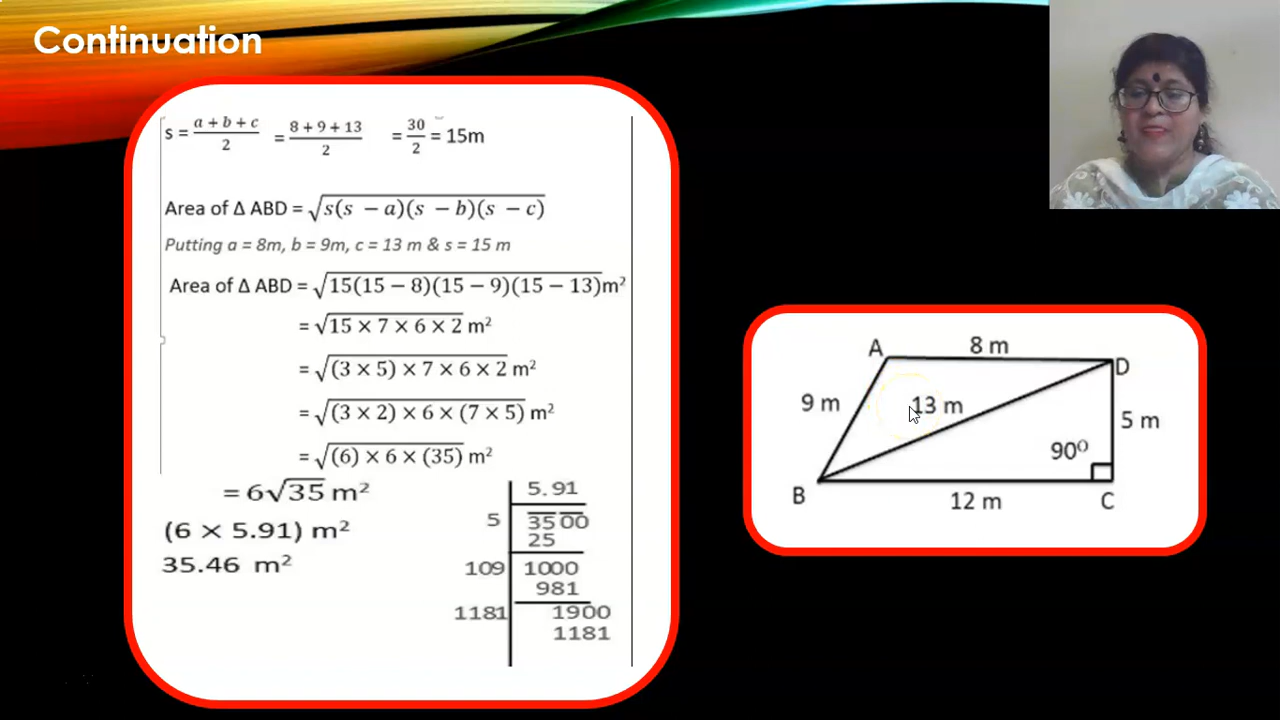 Continuation
s = a + b + c / 2 = 8 + 9 + 13 / 2 = 30 / 2 = 15m
Area of Δ ABD = √s(s − a)(s − b)(s − c)
Putting a = 8m, b = 9m, c = 13 m & s = 15 m
Area of Δ ABD = √15(15 − 8)(15 − 9)(15 − 13)m²
= √15 × 7 × 6 × 2 m²
= √(3 × 5) × 7 × 6 × 2 m²
= √(3 × 2) × 6 × (7 × 5) m²
= √(6) × 6 × (35) m²
= 6√35 m²
(6 × 5.91) m²
35.46 m²
5.91
5 3500
25
109 1000
981
1181 1900
1181
A 8 m D
9 m 13 m 5 m
90⁰
B 12 m C